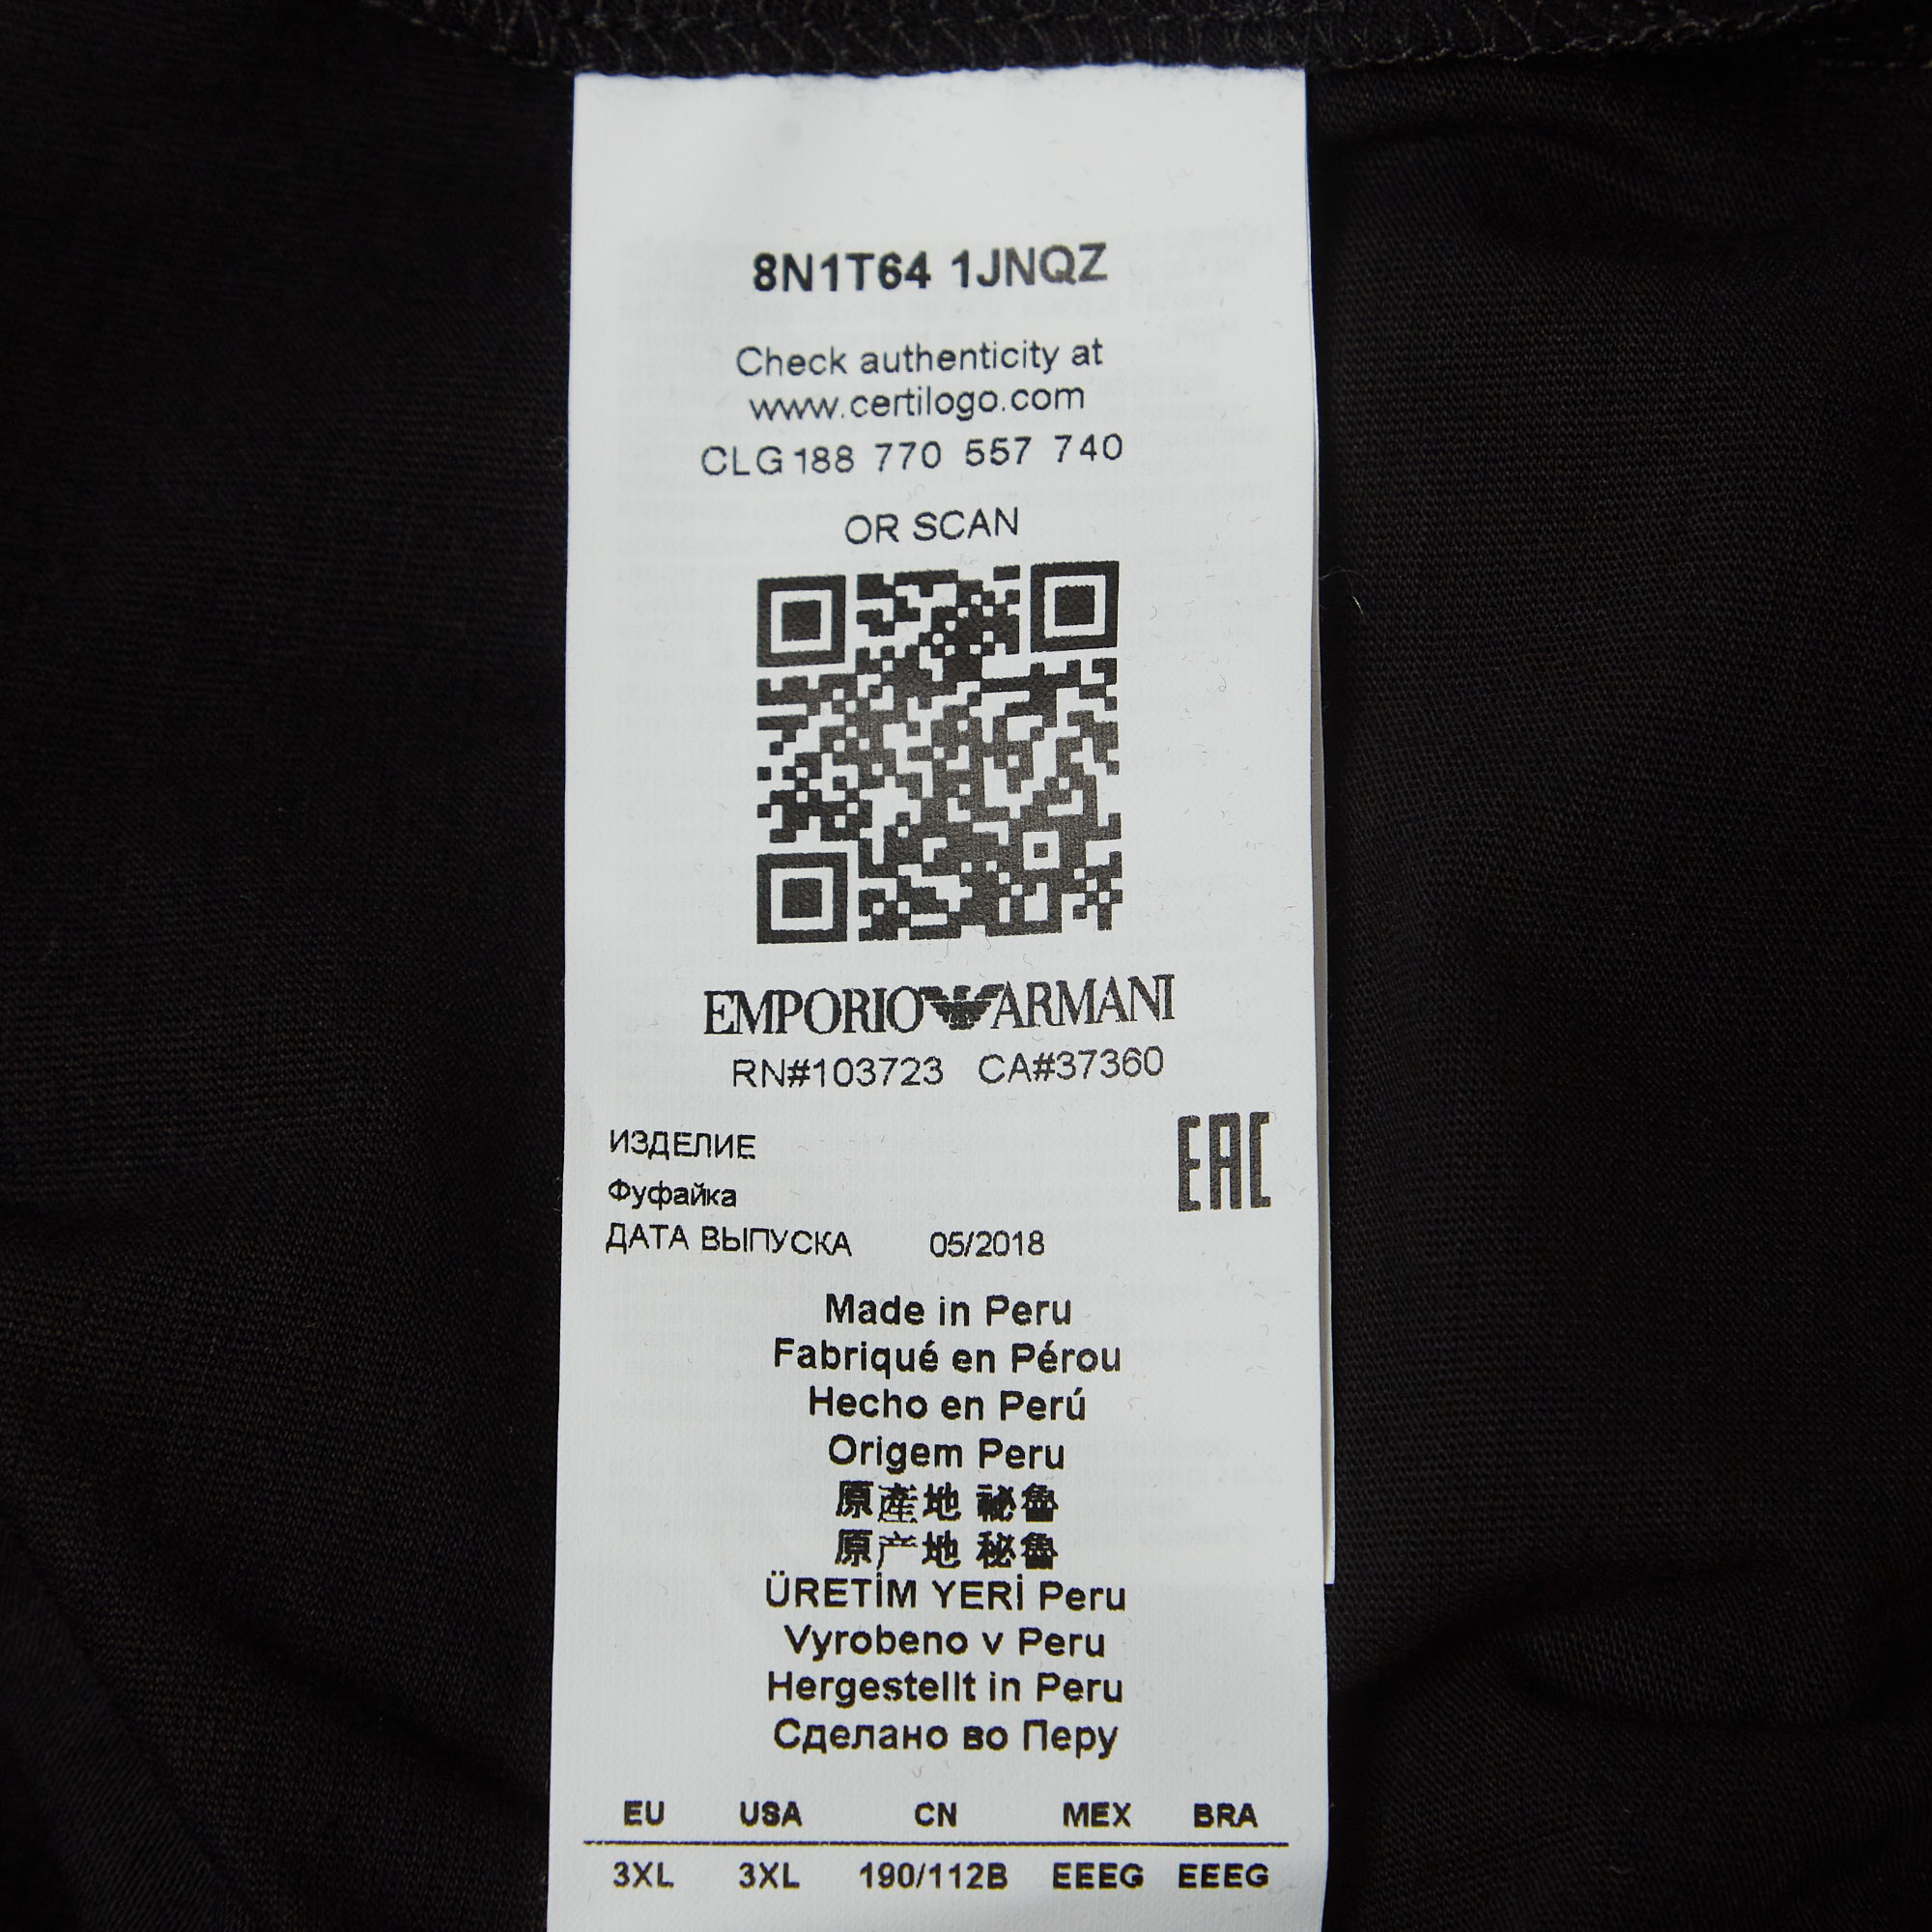 8N1T64 1JNQZ
Check authenticity at
www.certilogo.com
CLG 188 770 557 740
OR SCAN
EMPORIO ARMANI
RN#103723 CA#37360
EAC
ИЗДЕЛИЕ
Фуфайка
ДАТА ВЫПУСКА 05/2018
Made in Peru
Fabriqué en Pérou
Hecho en Perú
Origem Peru
原產地 祕魯
原产地 秘魯
ÜRETİM YERİ Peru
Vyrobeno v Peru
Hergestellt in Peru
Сделано во Перу
EU USA CN MEX BRA
3XL 3XL 190/112B EEEG EEEG